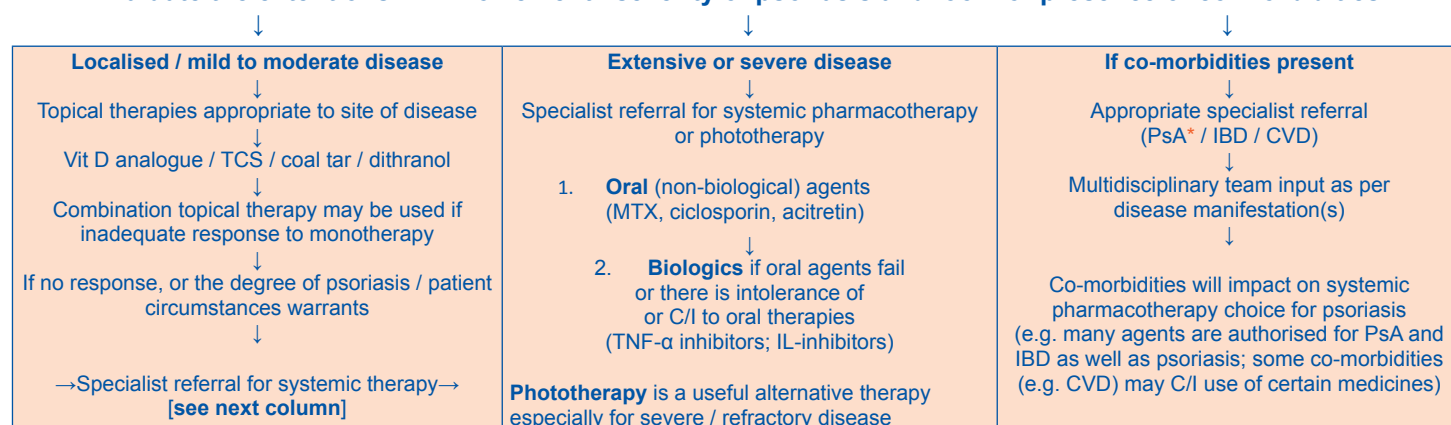 ↓ ↓ ↓
Localised / mild to moderate disease
↓
Topical therapies appropriate to site of disease
↓
Vit D analogue / TCS / coal tar / dithranol
↓
Combination topical therapy may be used if
inadequate response to monotherapy
↓
If no response, or the degree of psoriasis / patient
circumstances warrants
↓
→Specialist referral for systemic therapy→
[see next column]
Extensive or severe disease
↓
Specialist referral for systemic pharmacotherapy
or phototherapy
1. Oral (non-biological) agents
(MTX, ciclosporin, acitretin)
↓
2. Biologics if oral agents fail
or there is intolerance of
or C/I to oral therapies
(TNF-α inhibitors; IL-inhibitors)
Phototherapy is a useful alternative therapy
especially for severe / refractory disease
If co-morbidities present
↓
Appropriate specialist referral
(PsA* / IBD / CVD)
↓
Multidisciplinary team input as per
disease manifestation(s)
↓
Co-morbidities will impact on systemic
pharmacotherapy choice for psoriasis
(e.g. many agents are authorised for PsA and
IBD as well as psoriasis; some co-morbidities
(e.g. CVD) may C/I use of certain medicines)